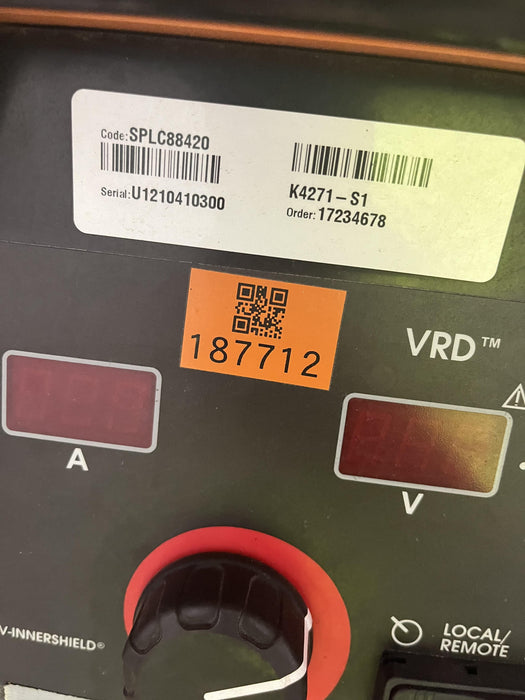 Code:SPLC88420
Serial:U1210410300
K4271-S1
Order:17234678
187712
VRD™
A
V
V-INNERSHIELD®
LOCAL/
REMOTE